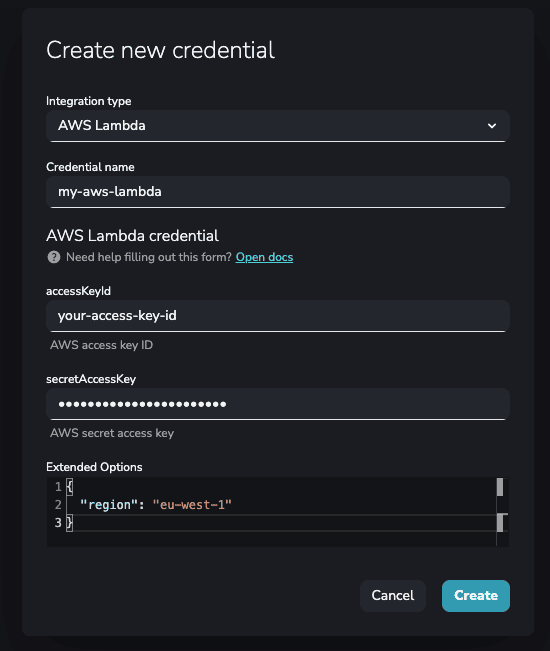 Create new credential
Integration type
AWS Lambda
Credential name
my-aws-lambda
AWS Lambda credential
? Need help filling out this form? Open docs
accessKeyId
your-access-key-id
AWS access key ID
secretAccessKey
•••••••••••••••••••••••
AWS secret access key
Extended Options
1 {
2 "region": "eu-west-1"
3 }
Cancel Create